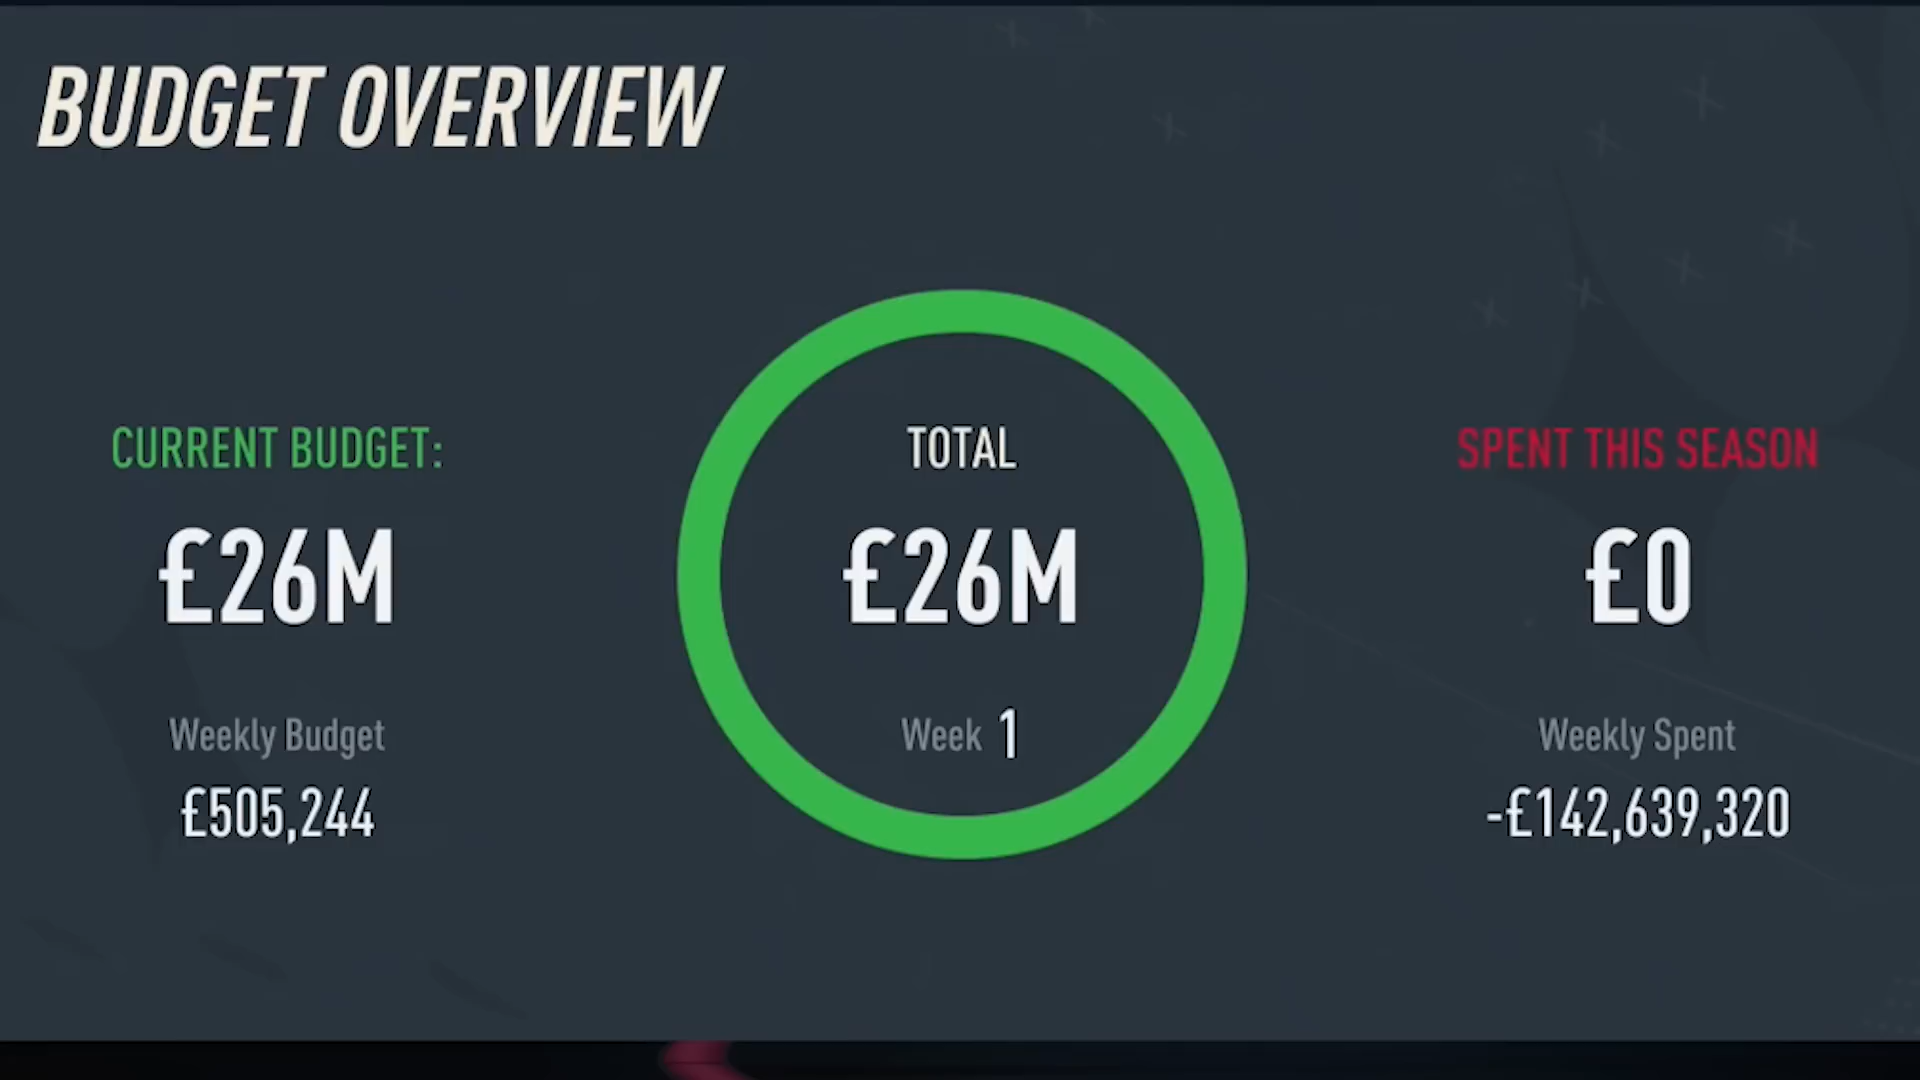 BUDGET OVERVIEW
CURRENT BUDGET:
£26M
Weekly Budget
£505,244
TOTAL
£26M
Week 1
SPENT THIS SEASON
£0
Weekly Spent
-£142,639,320